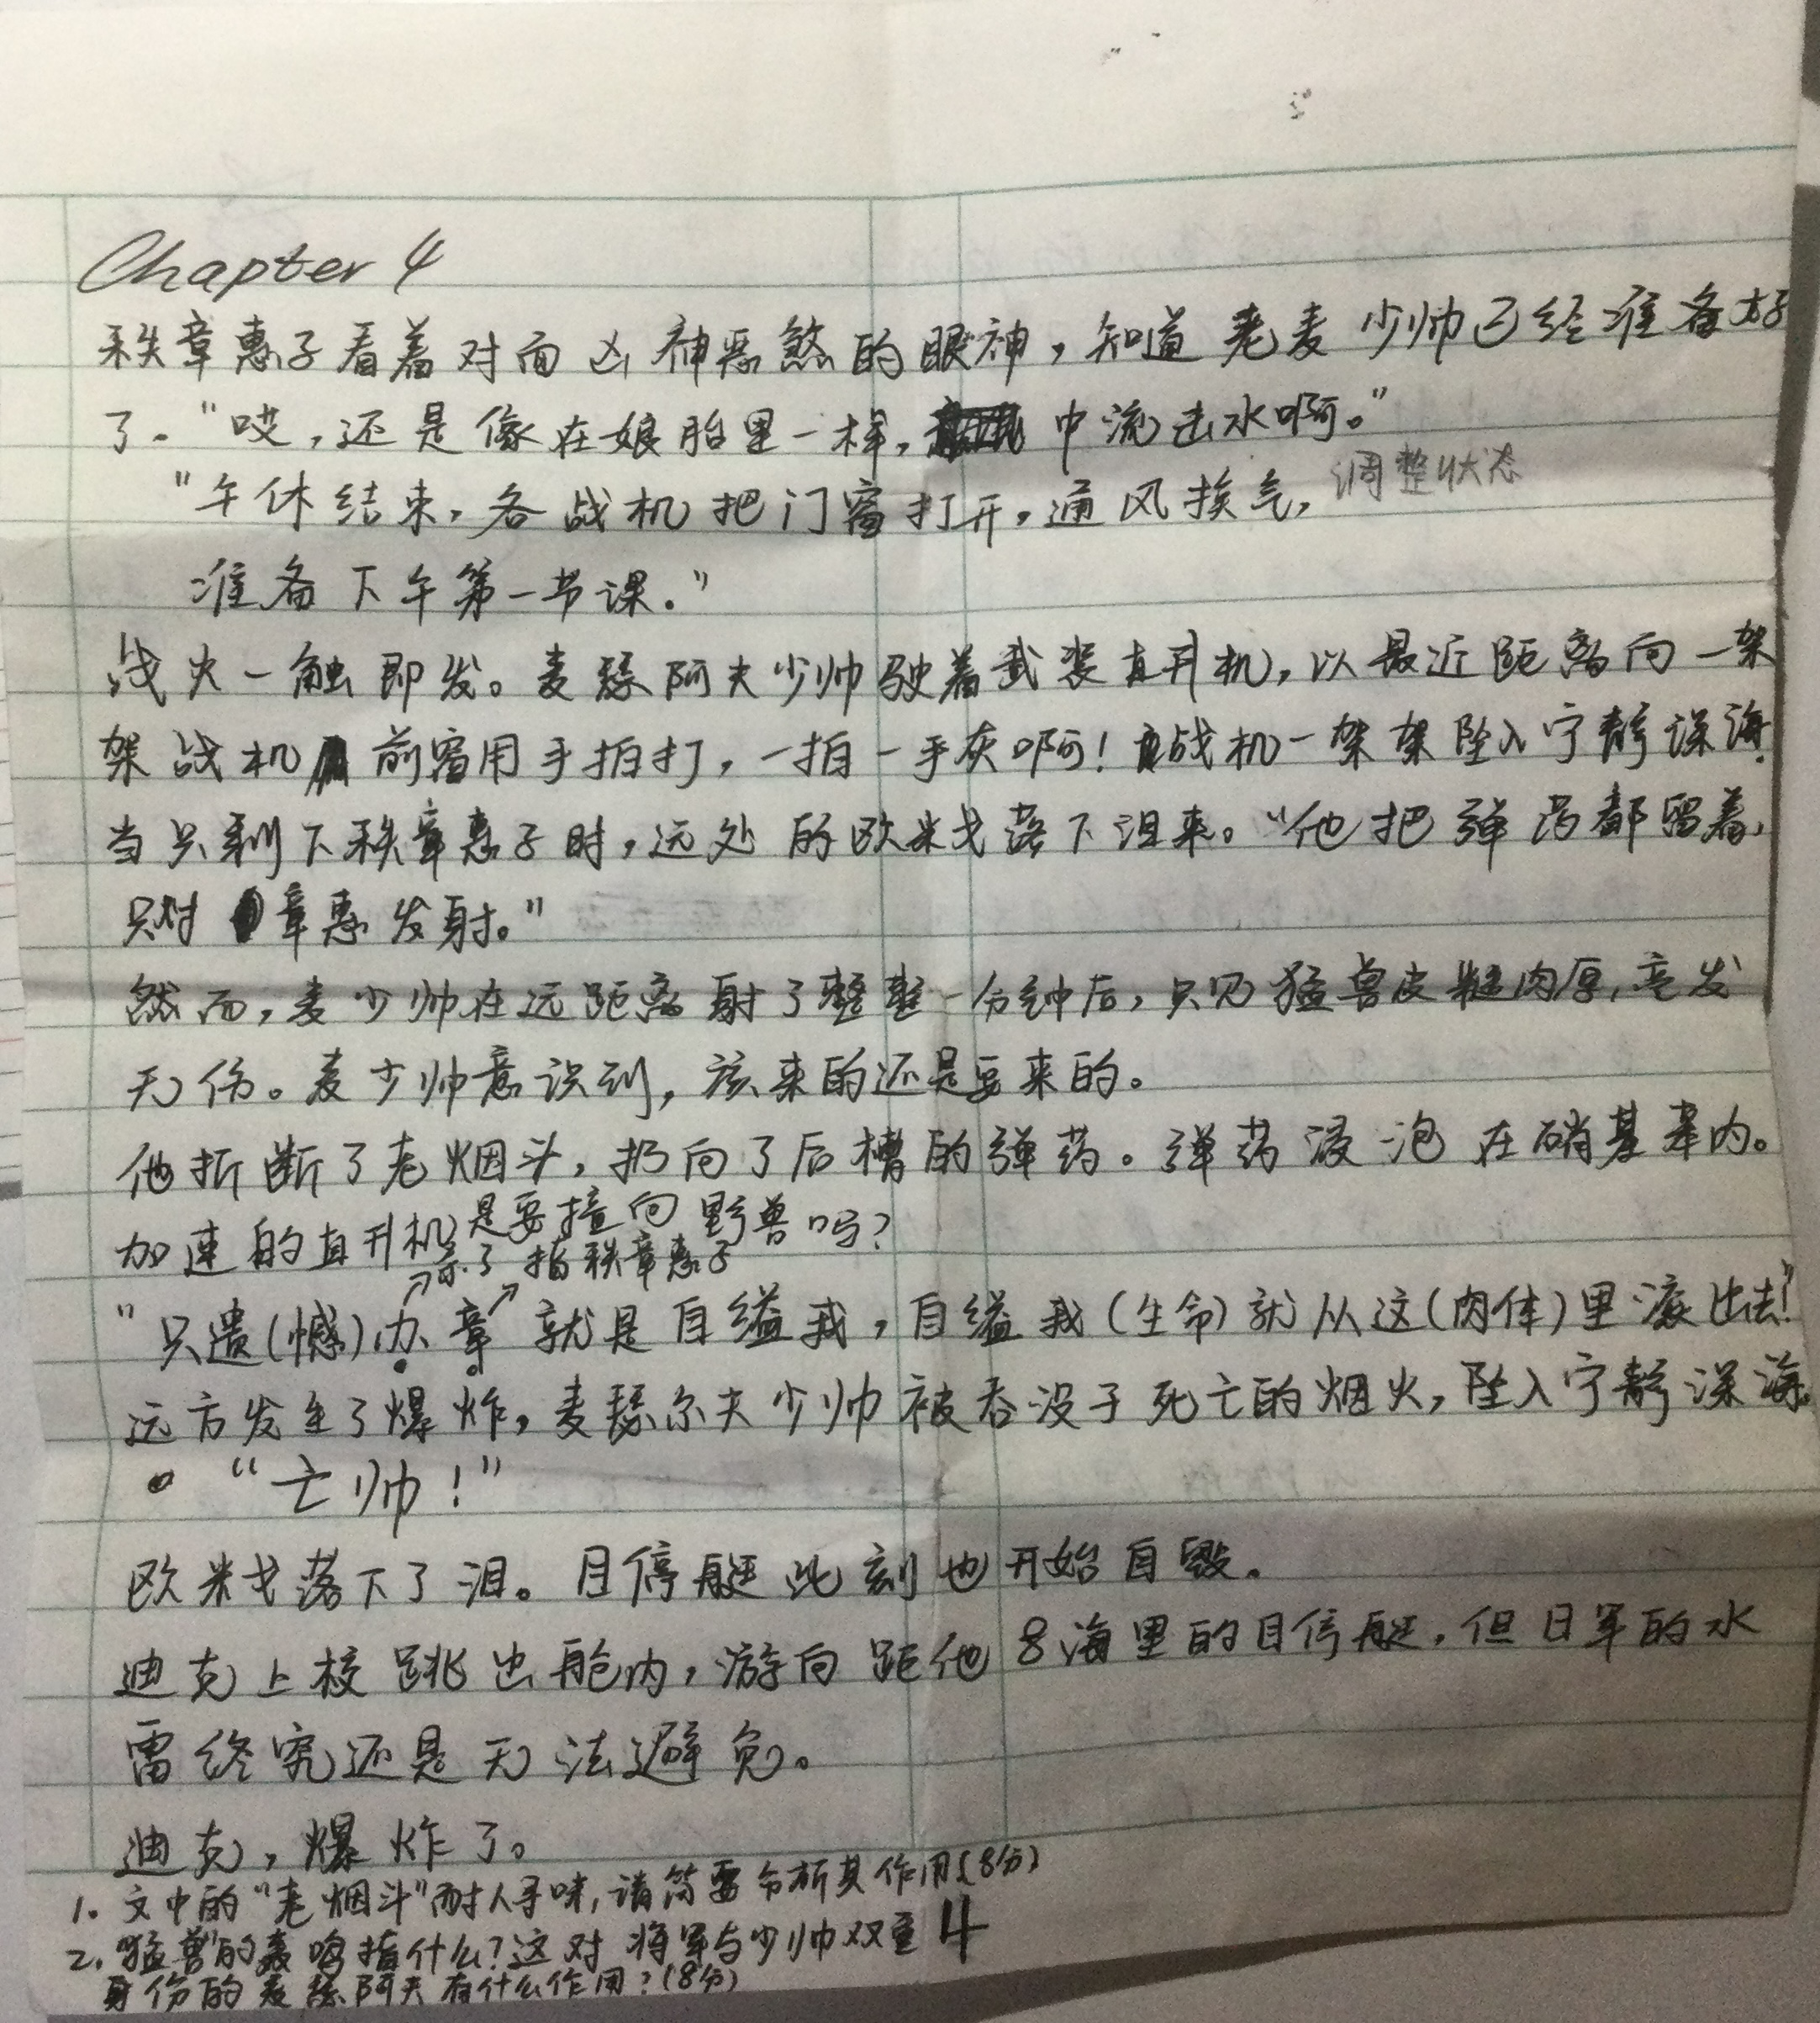 Chapter 4
秩章惠子看着对面凶神恶煞的眼神，知道老麦少帅已经准备好
了。“哎，还是像在娘胎里一样，中流击水啊。”
“午休结束，各战机把门窗打开，通风换气，调整状态
准备下午第一节课.”
战火一触即发。麦瑟阿夫少帅驶着武装直升机，以最近距离向一架
架战机前窗用手拍打，一拍一手灰啊！战机一架架坠入宁静深海.
当只剩下秩章惠子时，远处的欧米戈落下泪来。“他把弹药都留着，
只对章惠发射。”
然而，麦少帅在远距离射了整整一分钟后，只见猛兽皮糙肉厚，竟发
无伤。麦少帅意识到，该来的还是要来的。
他折断了老烟头，扔向了后槽的弹药。弹药浸泡在硝基苯内。
加速的直升机是要撞向野兽吗？
↗杀了 指秩章惠子
“只遗(憾)办章↗就是自缢我，自缢我(生命)就从这(肉体)里滚出去!”
远方发生了爆炸，麦瑟尔夫少帅被吞没于死亡的烟火，坠入宁静深海.
“亡帅！”
欧米戈落下了泪。目停艇此刻也开始自毁。
迪克上校跳出舱内，游向距他8海里的目停艇，但日军的水
雷终究还是无法避免。
迪克，爆炸了。
1. 文中的“老烟斗”耐人寻味，请简要分析其作用(8分)
2. “猛兽”的轰鸣指什么？这对将军与少帅双重
身份的麦瑟阿夫有什么作用？(8分)
4